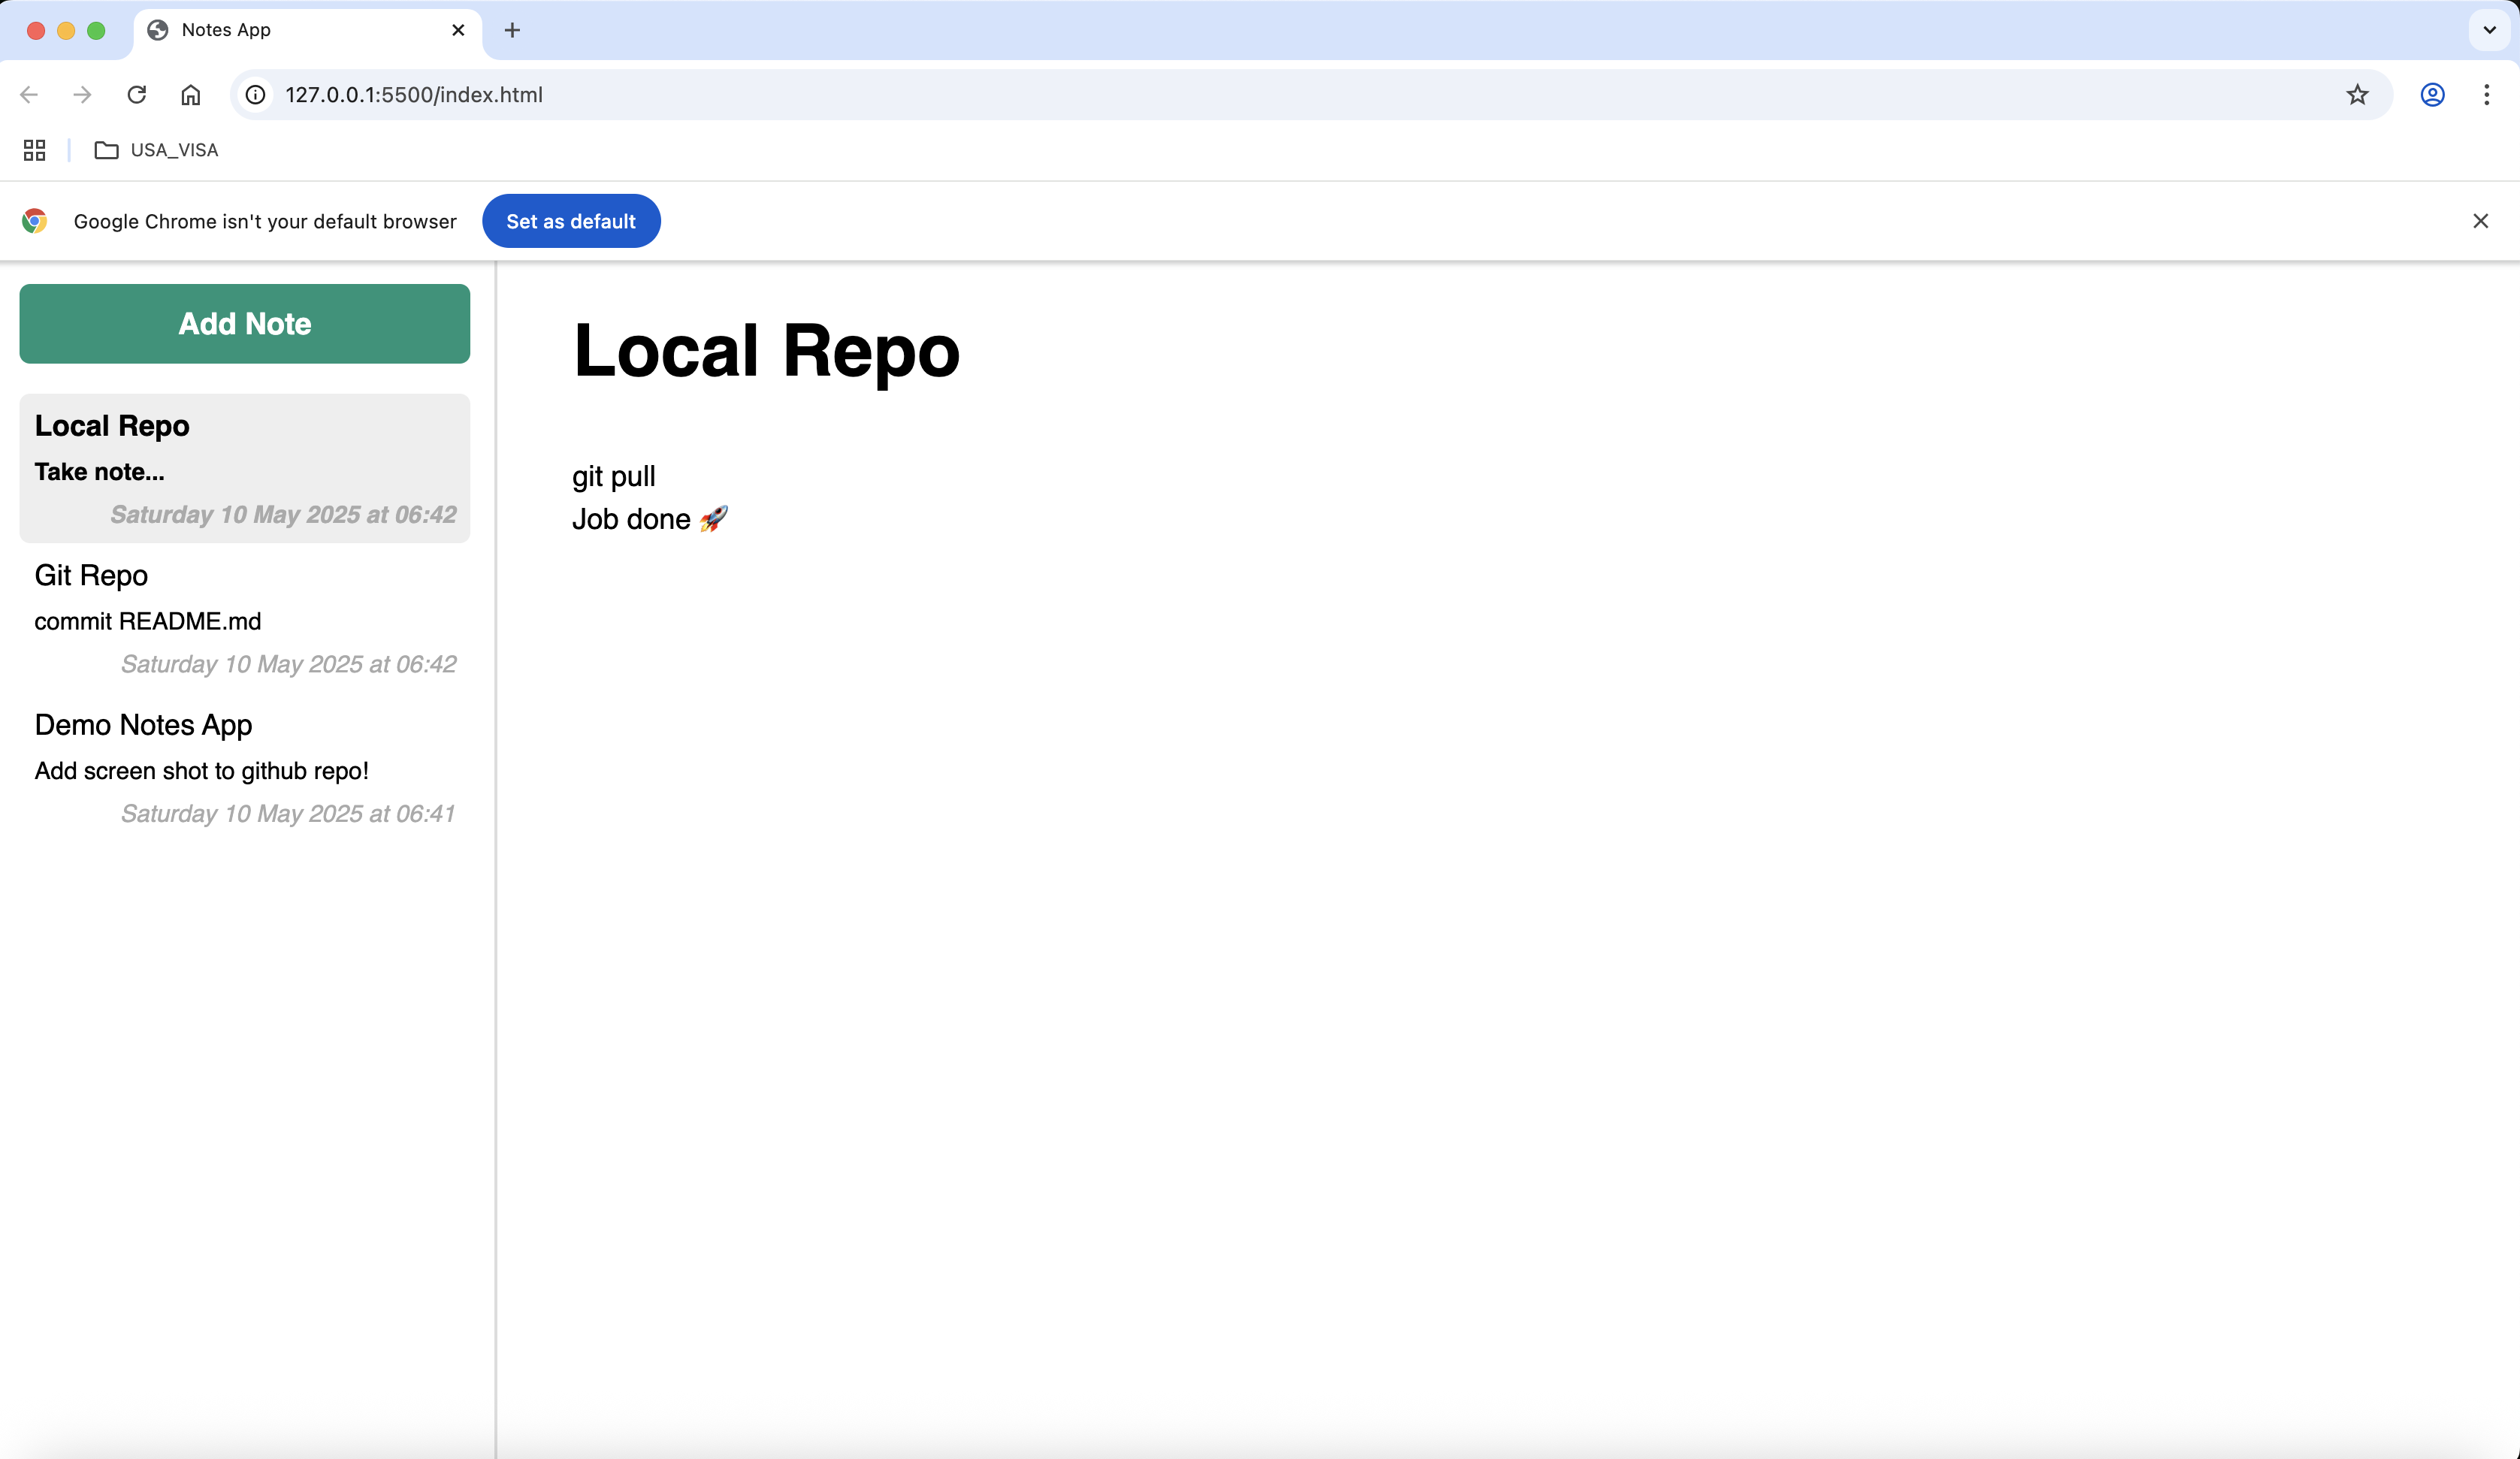 Notes App
127.0.0.1:5500/index.html
USA_VISA
Google Chrome isn't your default browser
Set as default
Add Note
Local Repo
Take note...
Saturday 10 May 2025 at 06:42
Git Repo
commit README.md
Saturday 10 May 2025 at 06:42
Demo Notes App
Add screen shot to github repo!
Saturday 10 May 2025 at 06:41
Local Repo
git pull
Job done 🚀